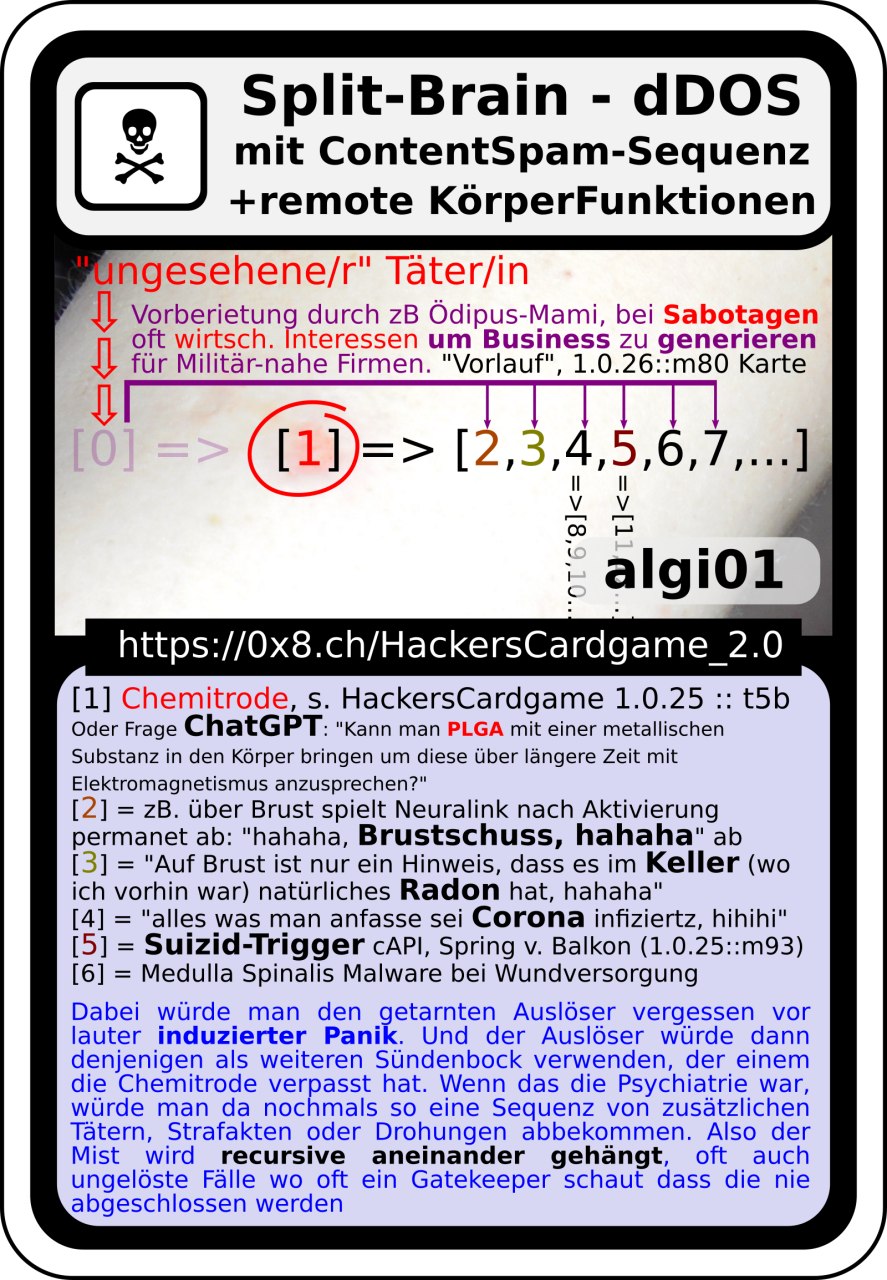 Split-Brain - dDOS
mit ContentSpam-Sequenz
+remote KörperFunktionen
"ungesehene/r" Täter/in
Vorberietung durch zB Ödipus-Mami, bei Sabotagen
oft wirtsch. Interessen um Business zu generieren
für Militär-nahe Firmen. "Vorlauf", 1.0.26::m80 Karte
[0] => [1] => [2,3,4,5,6,7,...]
=>[8,9,10...
=>[11,
algi01
https://0x8.ch/HackersCardgame_2.0
[1] Chemitrode, s. HackersCardgame 1.0.25 :: t5b
Oder Frage ChatGPT: "Kann man PLGA mit einer metallischen
Substanz in den Körper bringen um diese über längere Zeit mit
Elektromagnetismus anzusprechen?"
[2] = zB. über Brust spielt Neuralink nach Aktivierung
permanet ab: "hahaha, Brustschuss, hahaha" ab
[3] = "Auf Brust ist nur ein Hinweis, dass es im Keller (wo
ich vorhin war) natürliches Radon hat, hahaha"
[4] = "alles was man anfasse sei Corona infiziertz, hihihi"
[5] = Suizid-Trigger cAPI, Spring v. Balkon (1.0.25::m93)
[6] = Medulla Spinalis Malware bei Wundversorgung
Dabei würde man den getarnten Auslöser vergessen vor
lauter induzierter Panik. Und der Auslöser würde dann
denjenigen als weiteren Sündenbock verwenden, der einem
die Chemitrode verpasst hat. Wenn das die Psychiatrie war,
würde man da nochmals so eine Sequenz von zusätzlichen
Tätern, Strafakten oder Drohungen abbekommen. Also der
Mist wird recursive aneinander gehängt, oft auch
ungelöste Fälle wo oft ein Gatekeeper schaut dass die nie
abgeschlossen werden